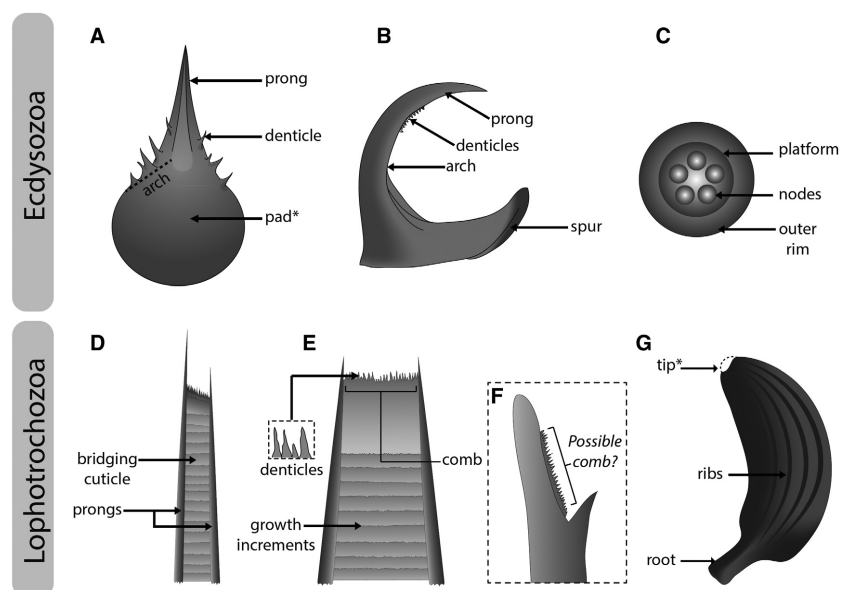 Ecdysozoa
A
prong
denticle
arch
pad*
B
prong
denticles
arch
spur
C
platform
nodes
outer
rim
Lophotrochozoa
D
bridging
cuticle
prongs
E
denticles
comb
growth
increments
F
Possible
comb?
G
tip*
ribs
root